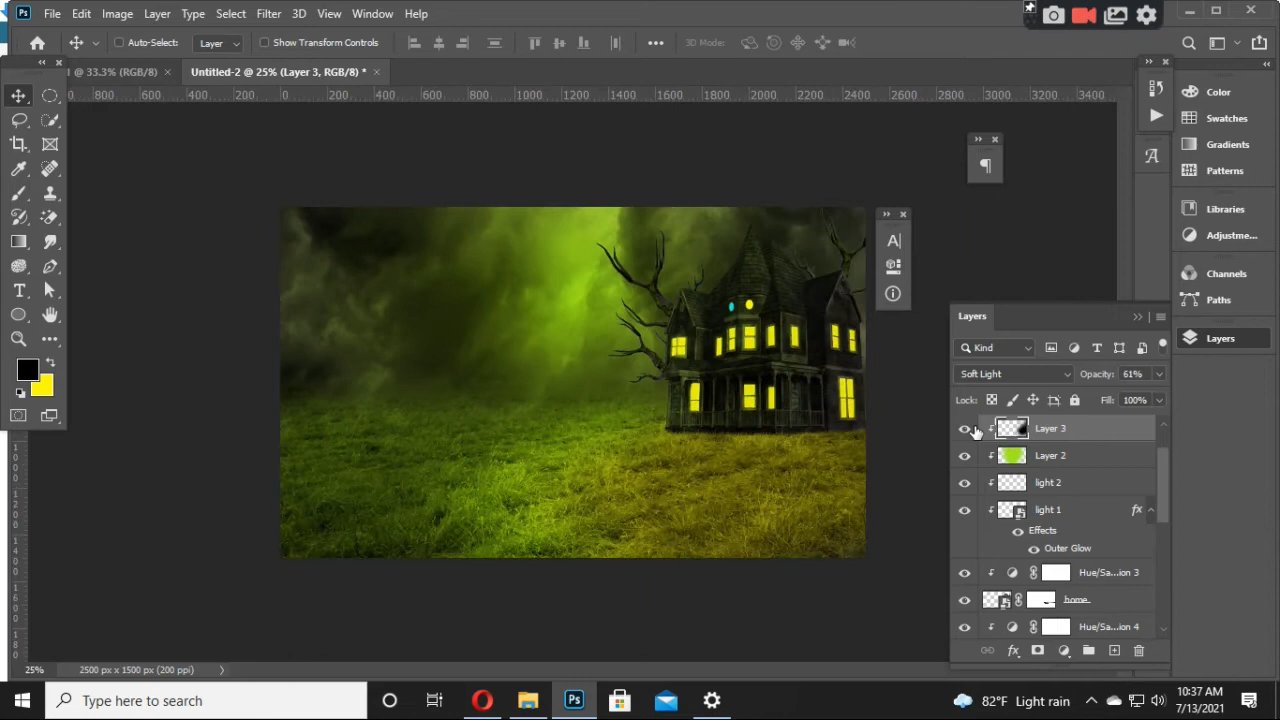 Ps File Edit Image Layer Type Select Filter 3D View Window Help
Auto-Select: Layer Show Transform Controls 3D Mode:
@ 33.3% (RGB/8) × Untitled-2 @ 25% (Layer 3, RGB/8) * ×
800 600 400 200 0 200 400 600 800 1000 1200 1400 1600 1800 2000 2200 2400 2600 2800 3000 3200 3400
Color
Swatches
Gradients
Patterns
Libraries
Adjustme...
Channels
Paths
Layers
Layers
Kind
Soft Light Opacity: 61%
Lock: Fill: 100%
Layer 3
Layer 2
light 2
light 1 fx
Effects
Outer Glow
Hue/Sa...ion 3
home
Hue/Sa...ion 4
fx
25% 2500 px x 1500 px (200 ppi)
Type here to search
Ps
82°F Light rain
10:37 AM
7/13/2021